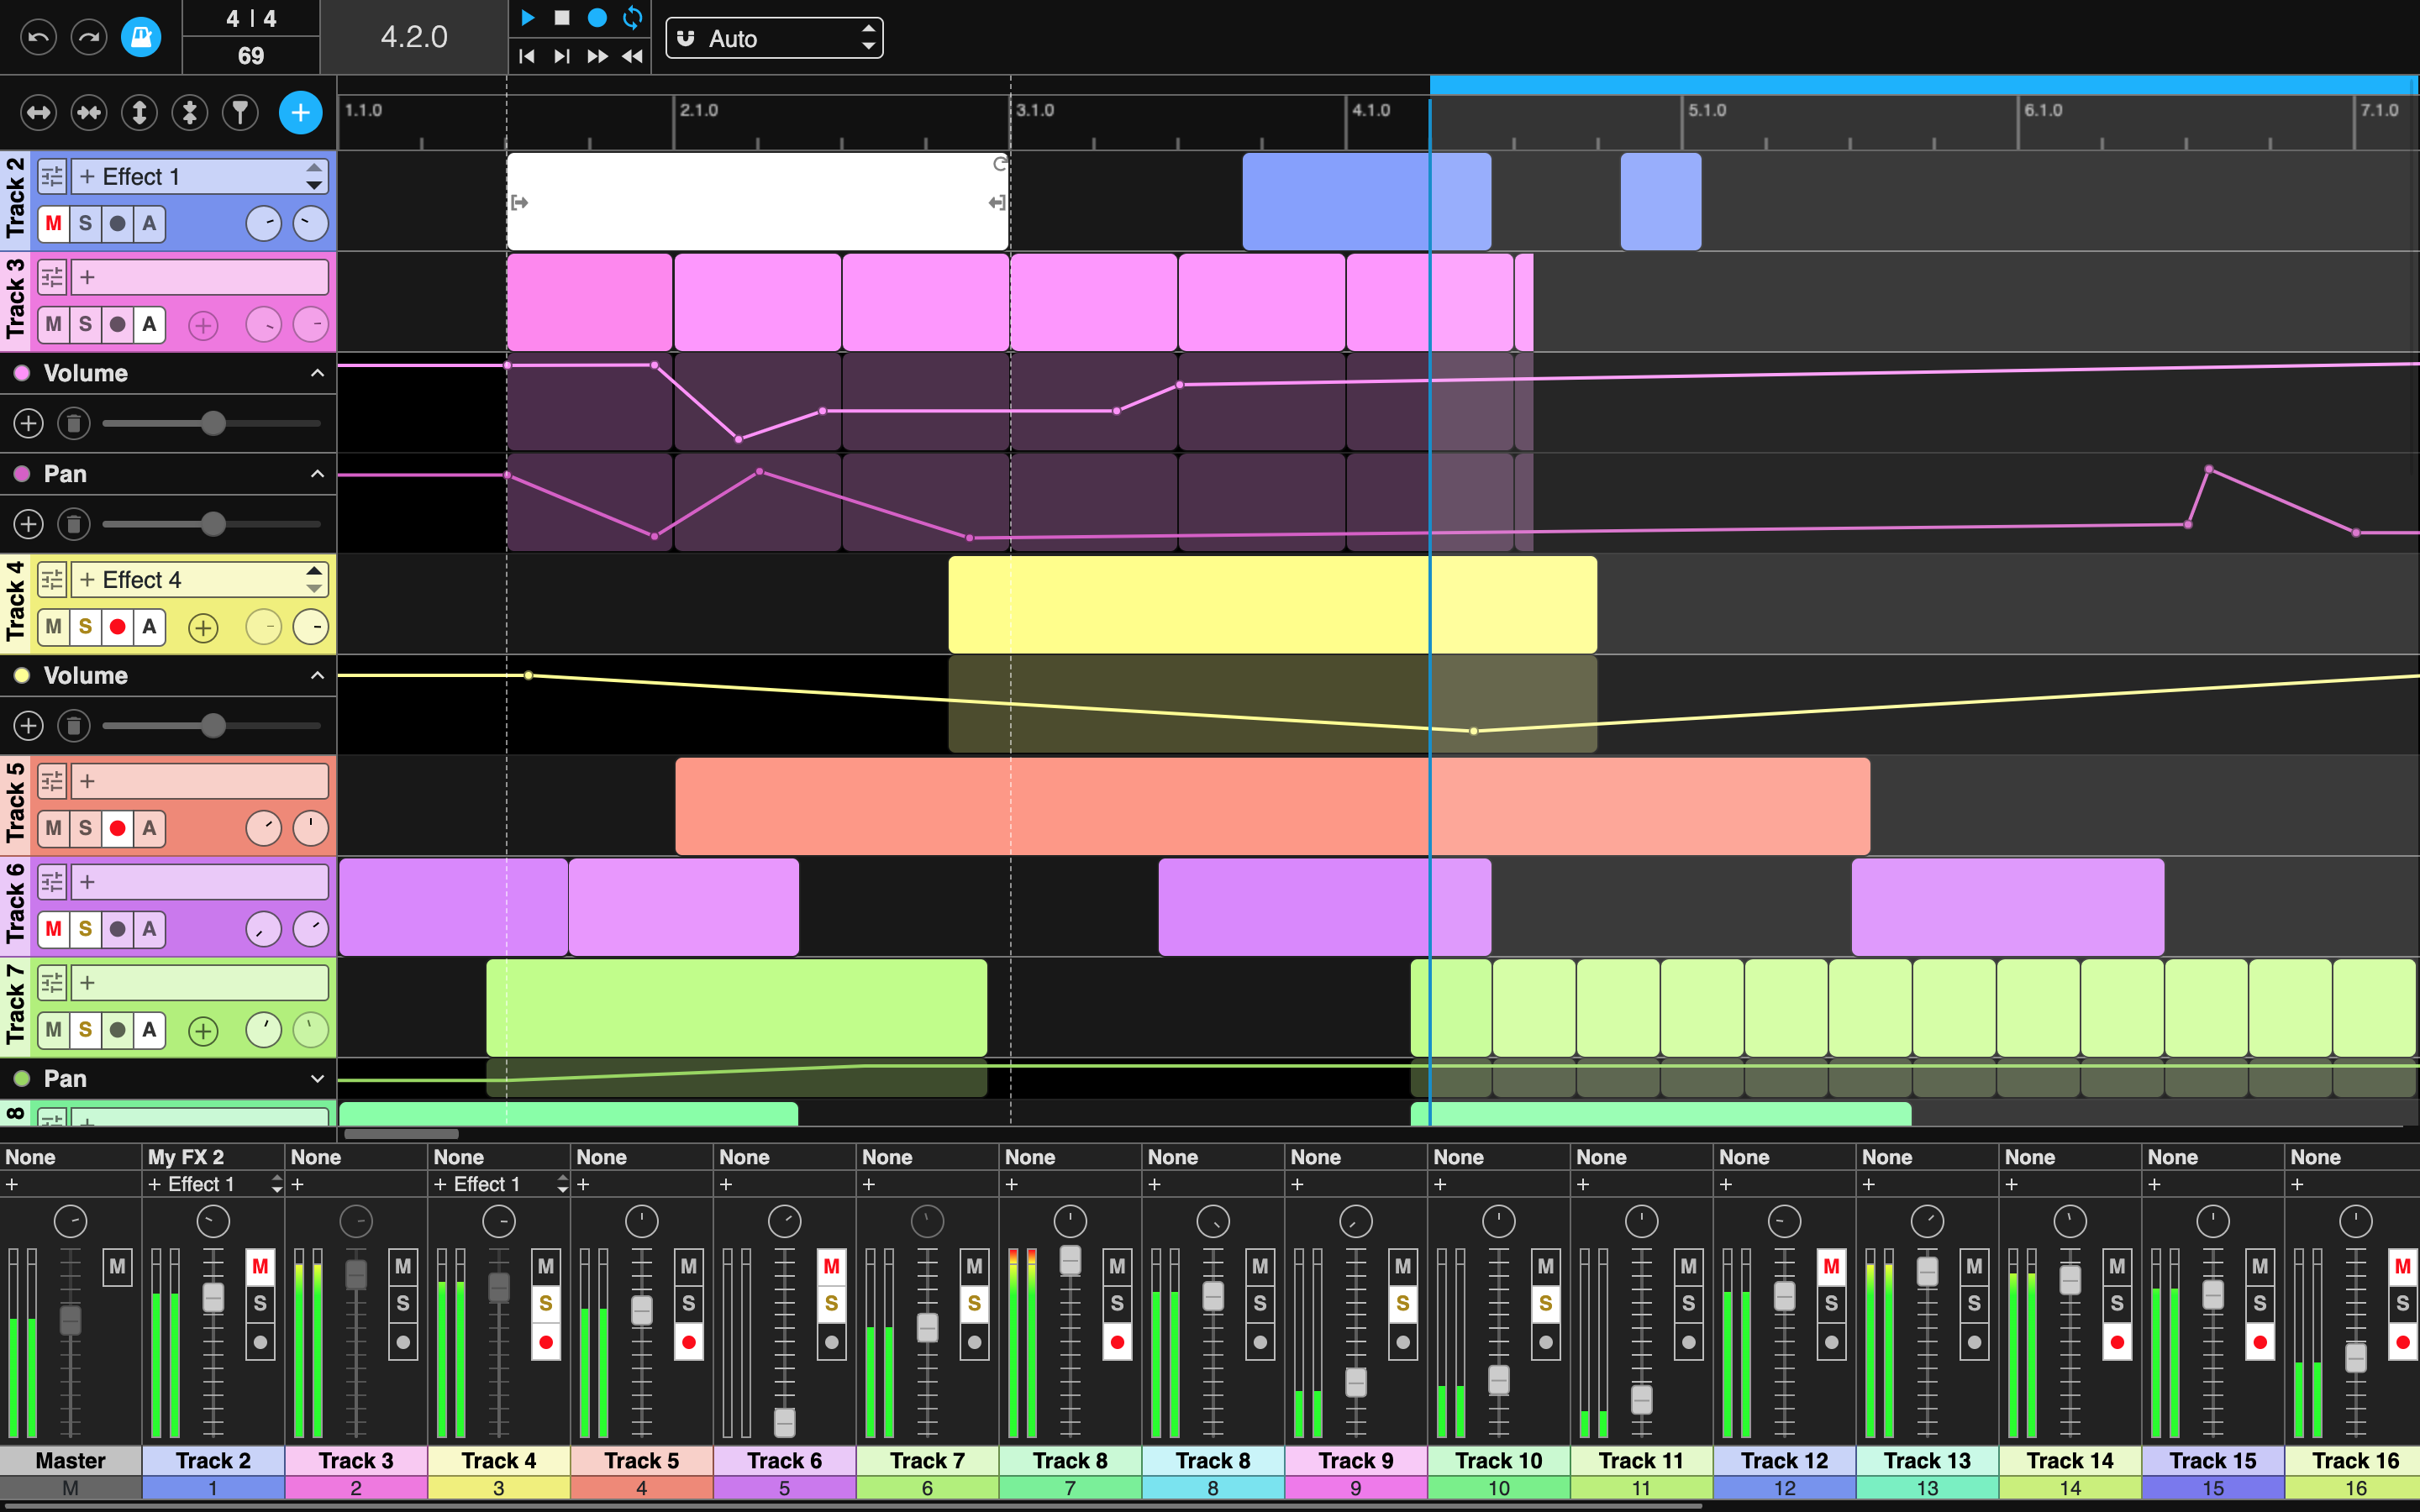 4 | 4
69
4.2.0
Auto
1.1.0
2.1.0
3.1.0
4.1.0
5.1.0
6.1.0
7.1.0
Track 2
+ Effect 1
M S A
Track 3
+
M S A
Volume
Pan
Track 4
+ Effect 4
M S A
Volume
Track 5
+
M S A
Track 6
+
M S A
Track 7
+
M S A
Pan
8
+
None My FX 2 None None None None None None None None None None None None None None None
+ + Effect 1 + + Effect 1 + + + + + + + + + + + + +
M M M M M M M M M M M M M M M M M
S S S S S S S S S S S S S S S S
Master Track 2 Track 3 Track 4 Track 5 Track 6 Track 7 Track 8 Track 8 Track 9 Track 10 Track 11 Track 12 Track 13 Track 14 Track 15 Track 16
M 1 2 3 4 5 6 7 8 9 10 11 12 13 14 15 16